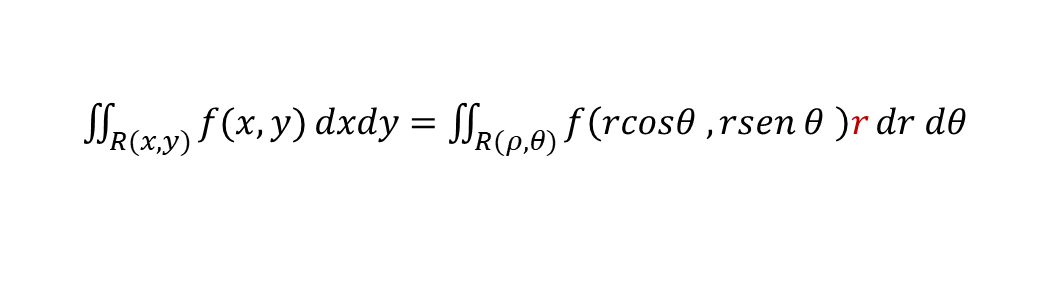 ∬R(x,y) f(x, y) dxdy = ∬R(ρ,θ) f(rcosθ ,rsen θ )r dr dθ